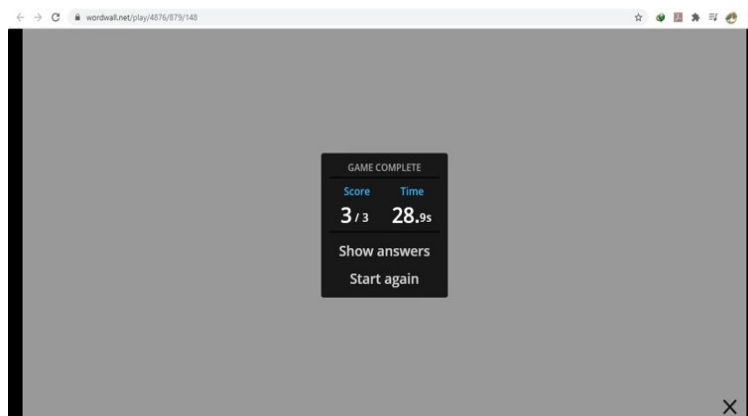 wordwall.net/play/4876/879/148
GAME COMPLETE
Score Time
3 / 3 28.9s
Show answers
Start again